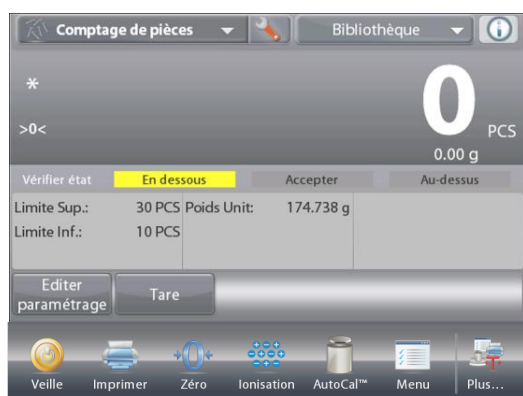 Comptage de pièces Bibliothèque
*
0 PCS
>0<
0.00 g
Vérifier état En dessous Accepter Au-dessus
Limite Sup.: 30 PCS Poids Unit: 174.738 g
Limite Inf.: 10 PCS
Editer paramétrage Tare
Veille Imprimer Zéro Ionisation AutoCal™ Menu Plus...